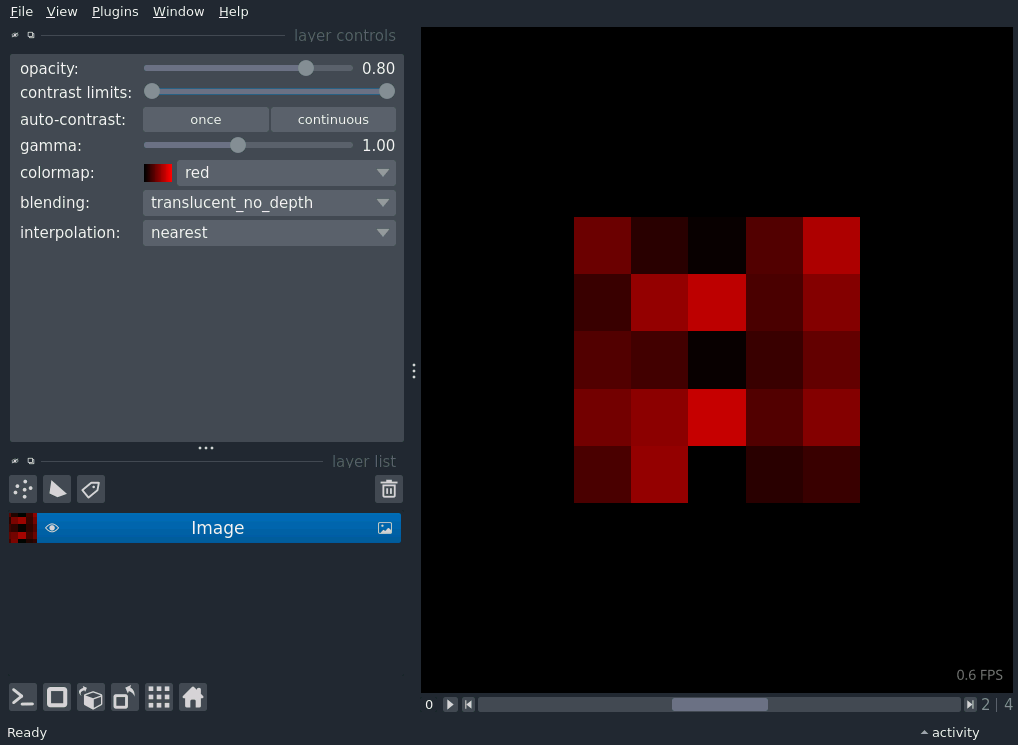 File View Plugins Window Help
layer controls
opacity: 0.80
contrast limits:
auto-contrast: once continuous
gamma: 1.00
colormap: red
blending: translucent_no_depth
interpolation: nearest
layer list
Image
0.6 FPS
0 2 | 4
Ready activity